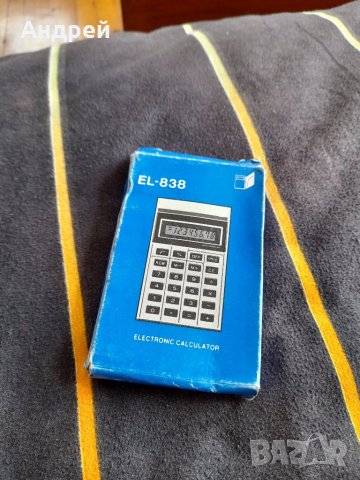 Андрей
EL-838
ELECTRONIC CALCULATOR
BAZAR